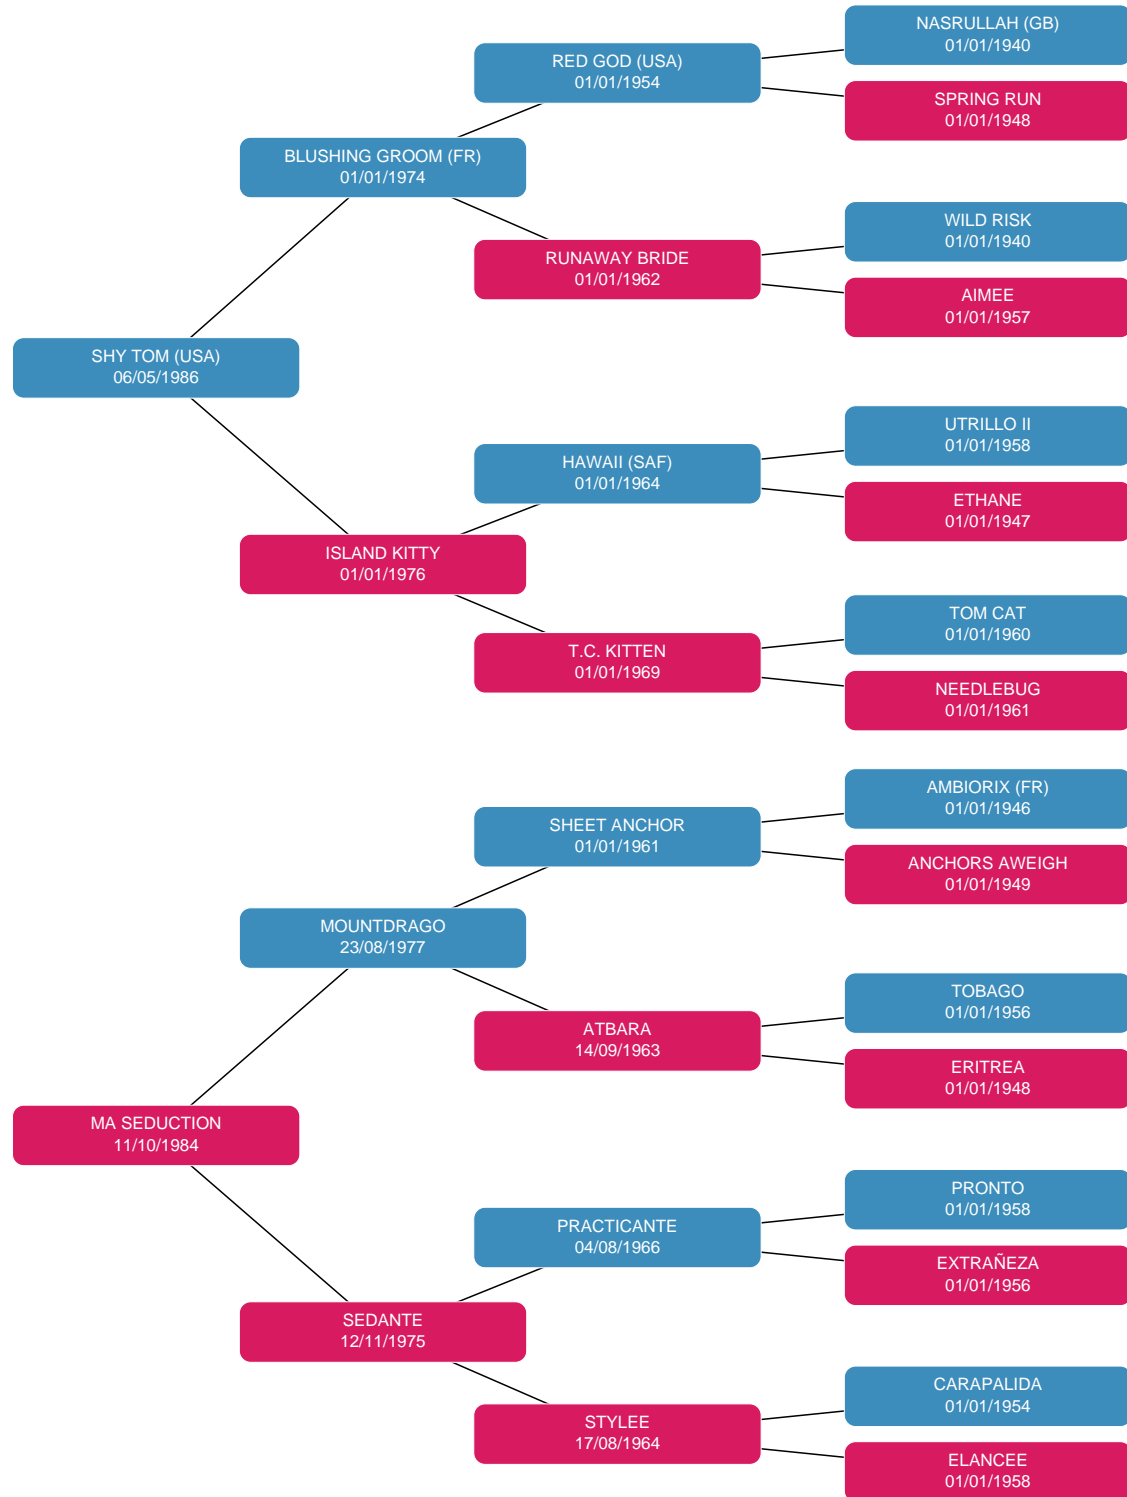 NASRULLAH (GB)
01/01/1940
RED GOD (USA)
01/01/1954
SPRING RUN
01/01/1948
BLUSHING GROOM (FR)
01/01/1974
WILD RISK
01/01/1940
RUNAWAY BRIDE
01/01/1962
AIMEE
01/01/1957
SHY TOM (USA)
06/05/1986
UTRILLO II
01/01/1958
HAWAII (SAF)
01/01/1964
ETHANE
01/01/1947
ISLAND KITTY
01/01/1976
TOM CAT
01/01/1960
T.C. KITTEN
01/01/1969
NEEDLEBUG
01/01/1961
AMBIORIX (FR)
01/01/1946
SHEET ANCHOR
01/01/1961
ANCHORS AWEIGH
01/01/1949
MOUNTDRAGO
23/08/1977
TOBAGO
01/01/1956
ATBARA
14/09/1963
ERITREA
01/01/1948
MA SEDUCTION
11/10/1984
PRONTO
01/01/1958
PRACTICANTE
04/08/1966
EXTRAÑEZA
01/01/1956
SEDANTE
12/11/1975
CARAPALIDA
01/01/1954
STYLEE
17/08/1964
ELANCEE
01/01/1958